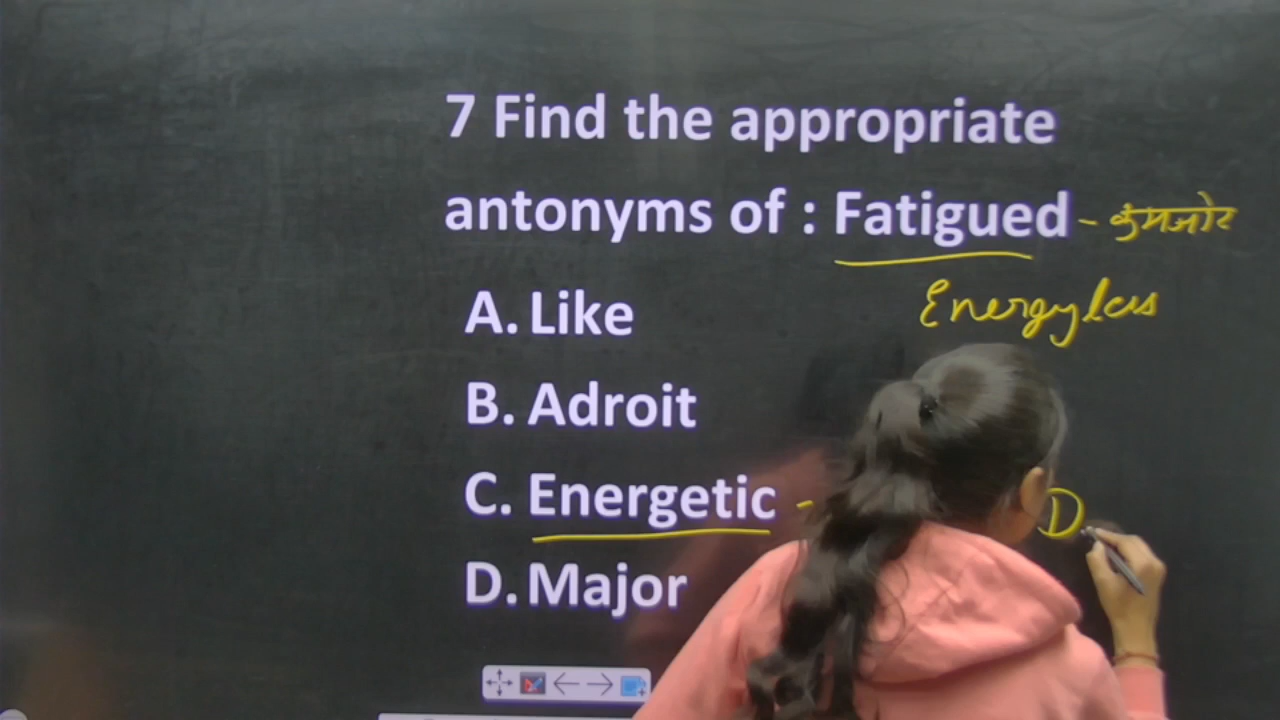 7 Find the appropriate
antonyms of : Fatigued - कमजोर
Energyless
A. Like
B. Adroit
C. Energetic - D
D. Major